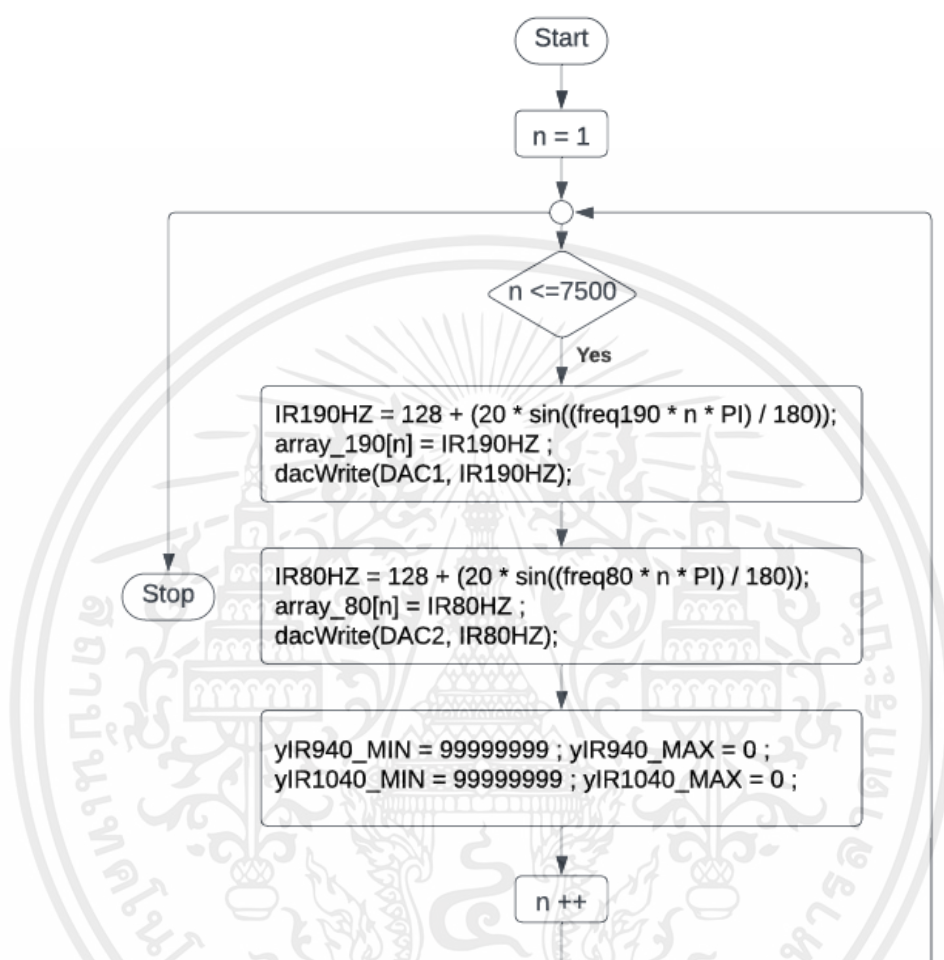 Start
n = 1
n <=7500
Yes
IR190HZ = 128 + (20 * sin((freq190 * n * PI) / 180));
array_190[n] = IR190HZ ;
dacWrite(DAC1, IR190HZ);
Stop
IR80HZ = 128 + (20 * sin((freq80 * n * PI) / 180));
array_80[n] = IR80HZ ;
dacWrite(DAC2, IR80HZ);
yIR940_MIN = 99999999 ; yIR940_MAX = 0 ;
yIR1040_MIN = 99999999 ; yIR1040_MAX = 0 ;
n ++